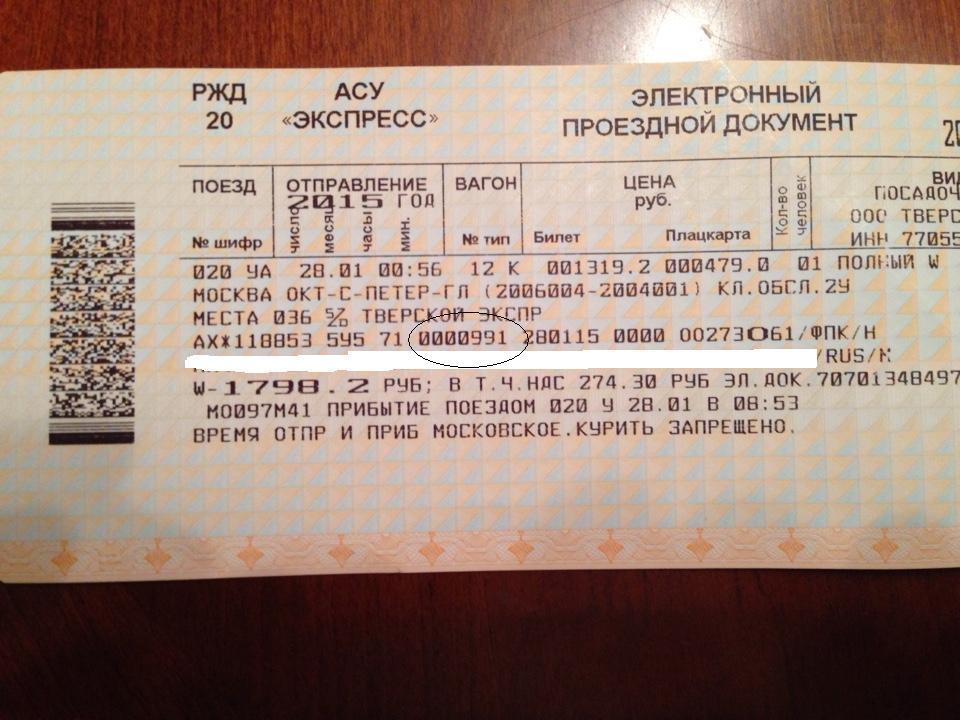 РЖД АСУ ЭЛЕКТРОННЫЙ
20 «ЭКСПРЕСС» ПРОЕЗДНОЙ ДОКУМЕНТ
ПОЕЗД ОТПРАВЛЕНИЕ ВАГОН ЦЕНА Кол-во человек
2015 ГОД руб. ПОСАДОЧ
число месяц часы мин. ООО ТВЕРС
№ шифр № тип Билет Плацкарта ИНН 77055
020 УА 28.01 00:56 12 К 001319.2 000479.0 01 ПОЛНЫЙ W
МОСКВА ОКТ-С-ПЕТЕР-ГЛ (2006004-2004001) КЛ.ОБСЛ.2У
МЕСТА 036 ТВЕРСКОЙ ЭКСПР
АХ*118853 5У5 71 0000991 280115 0000 00273061/ФПК/Н
/RUS/М
W-1798.2 РУБ; В Т.Ч.НДС 274.30 РУБ ЭЛ.ДОК.70701348497
МО097М41 ПРИБЫТИЕ ПОЕЗДОМ 020 У 28.01 В 08:53
ВРЕМЯ ОТПР И ПРИБ МОСКОВСКОЕ.КУРИТЬ ЗАПРЕЩЕНО.